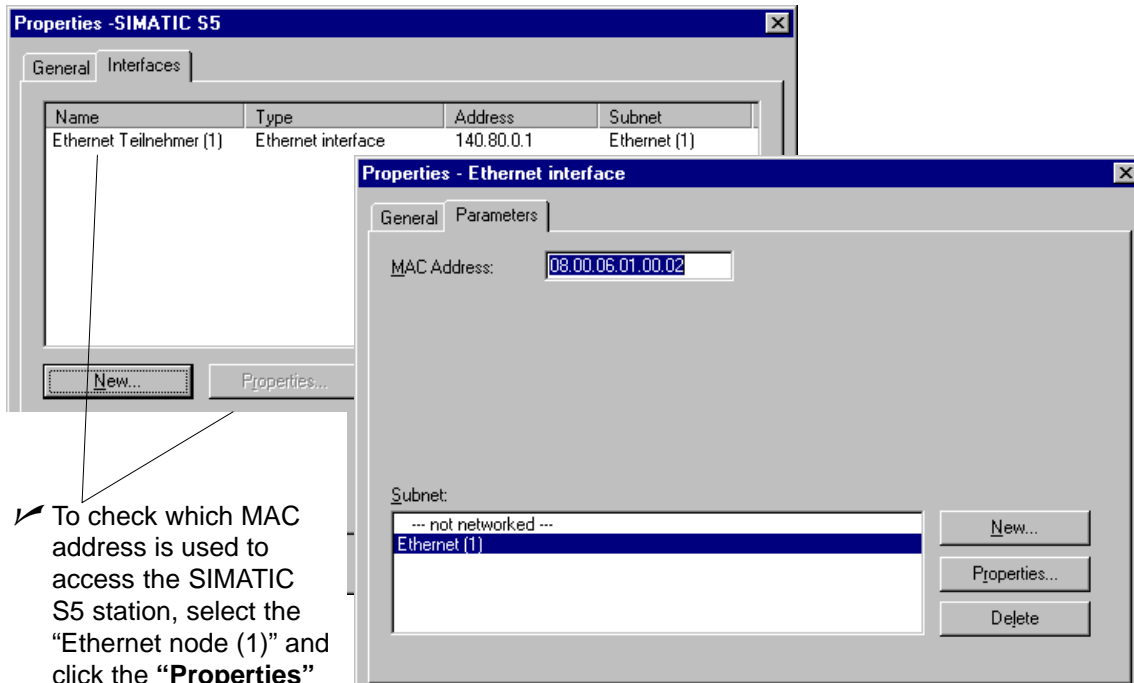 Properties -SIMATIC S5
General Interfaces
Name Type Address Subnet
Ethernet Teilnehmer (1) Ethernet interface 140.80.0.1 Ethernet (1)
New... Properties...
Properties - Ethernet interface
General Parameters
MAC Address: 08.00.06.01.00.02
Subnet:
--- not networked ---
Ethernet (1)
New...
Properties...
Delete
To check which MAC
address is used to
access the SIMATIC
S5 station, select the
“Ethernet node (1)” and
click the “Properties”